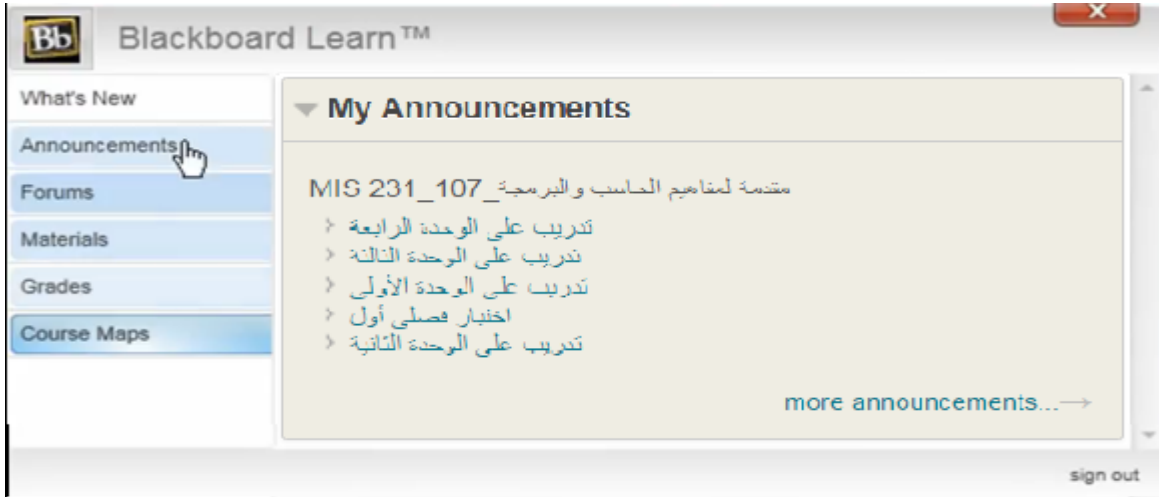 Bb
Blackboard Learn™
X
What's New
Announcements
Forums
Materials
Grades
Course Maps
My Announcements
مقدمة لمفاهيم الحاسب والبرمجة_MIS 231_107
تدريب على الوحدة الرابعة
تدريب على الوحدة الثالثة
تدريب على الوحدة الأولى
اختبار فصلي أول
تدريب على الوحدة الثانية
more announcements...→
sign out